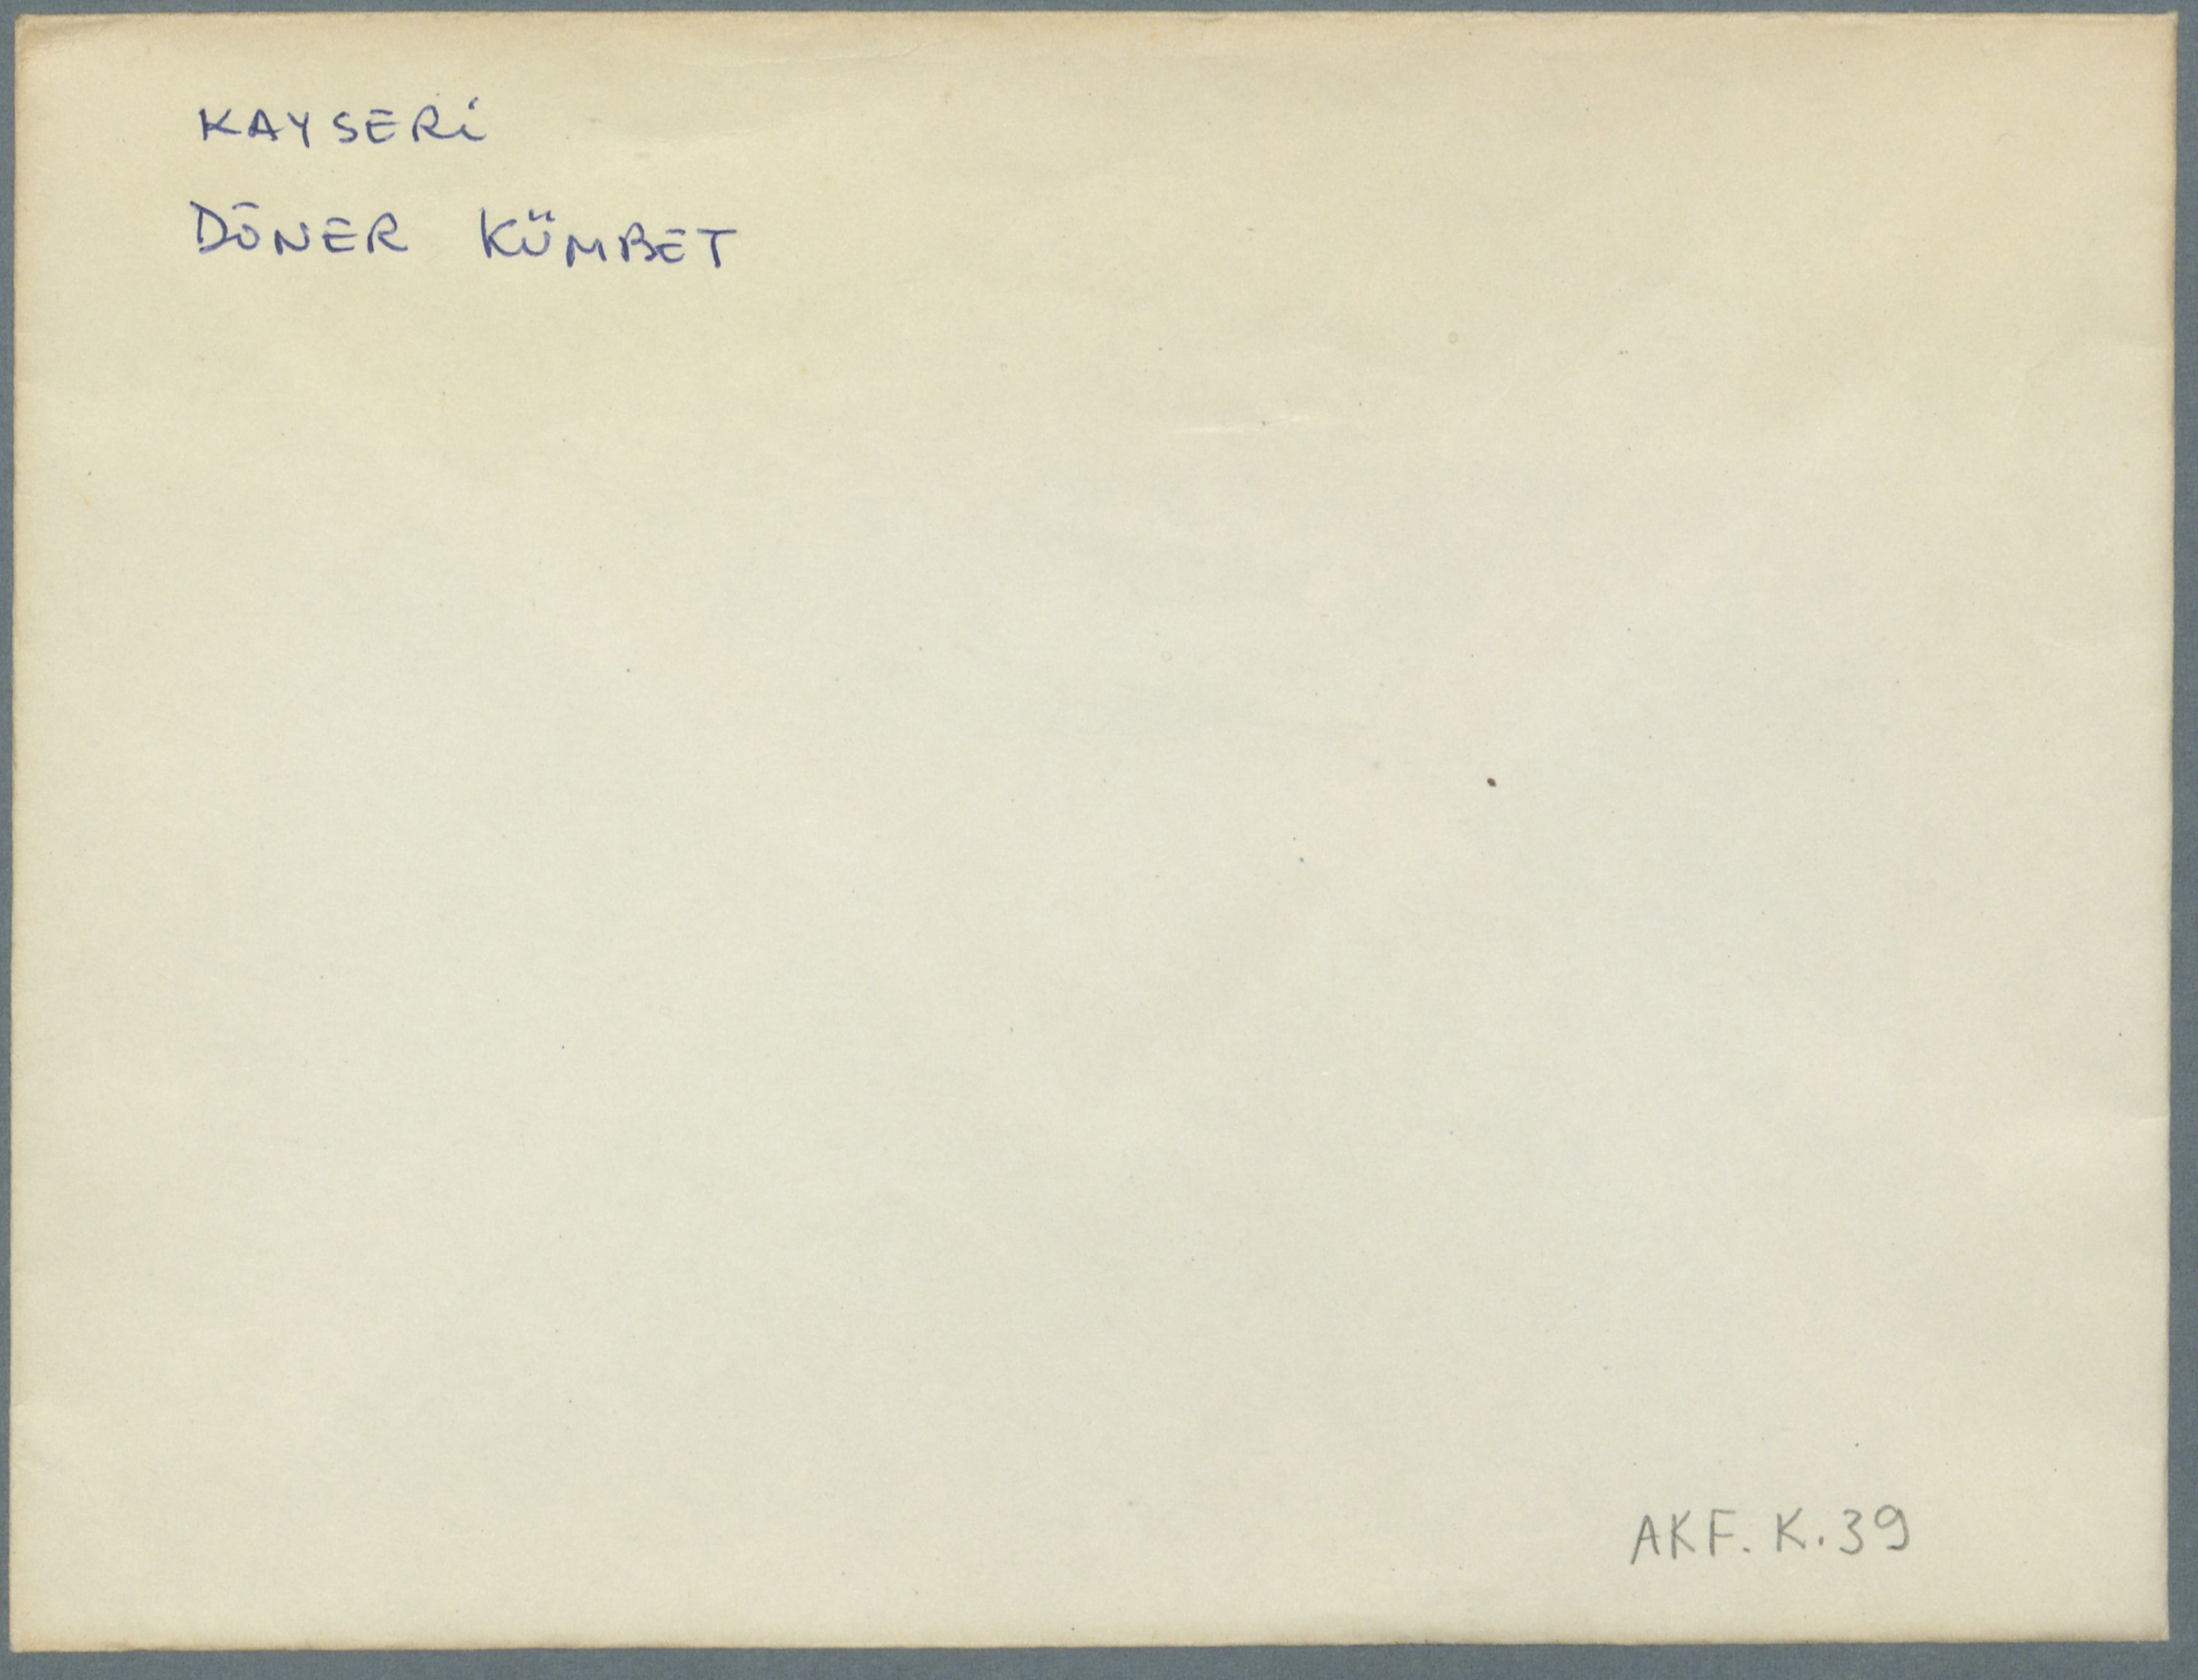 KAYSERİ
DÖNER KÜMBET
AKF. K.39